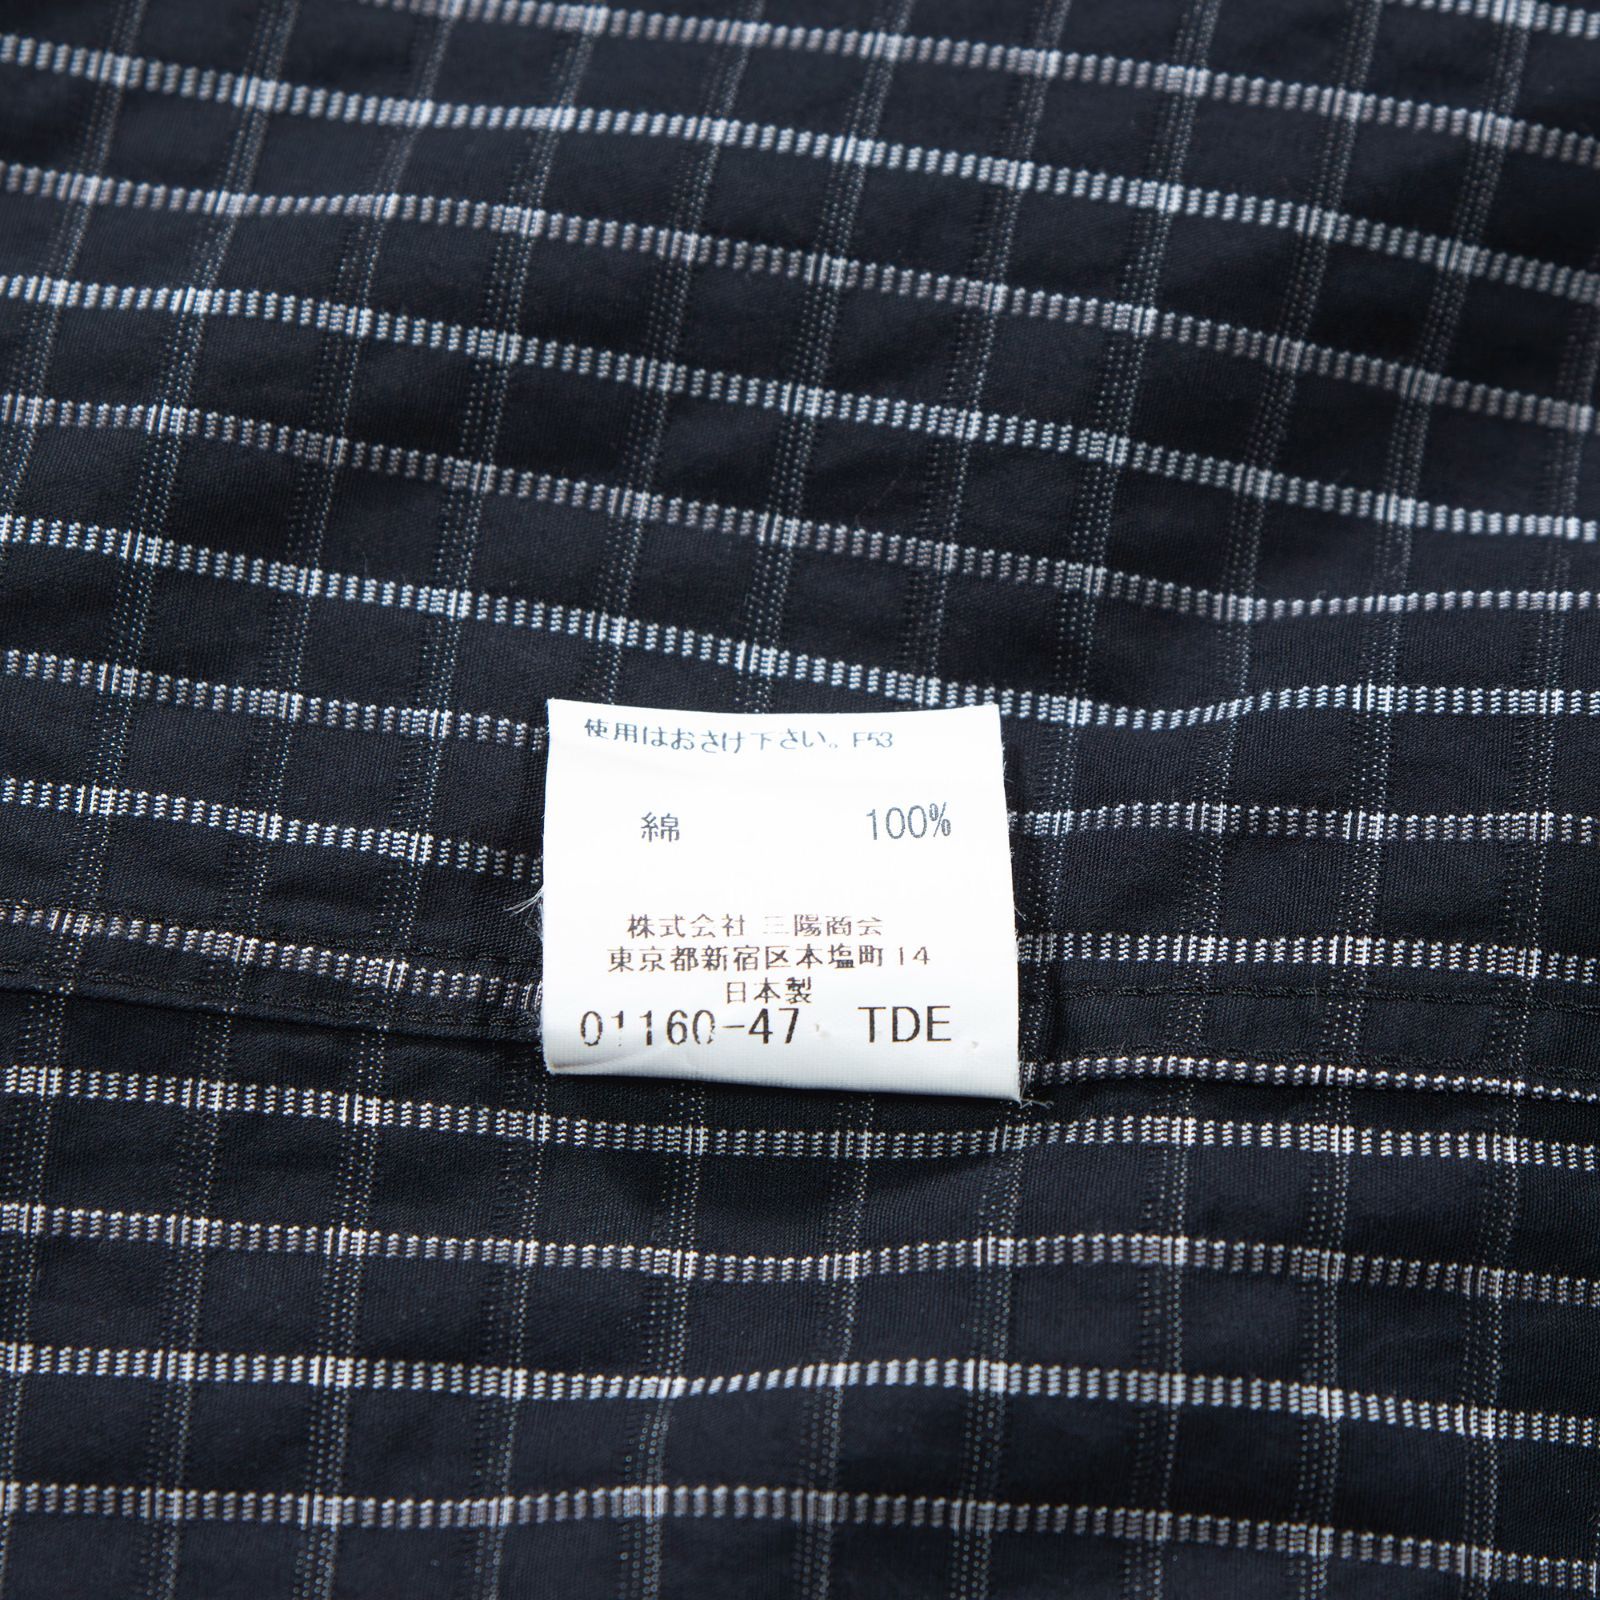 使用はおさけ下さい。F53
綿 100%
株式会社 三陽商会
東京都新宿区本塩町14
日本製
01160-47 TDE